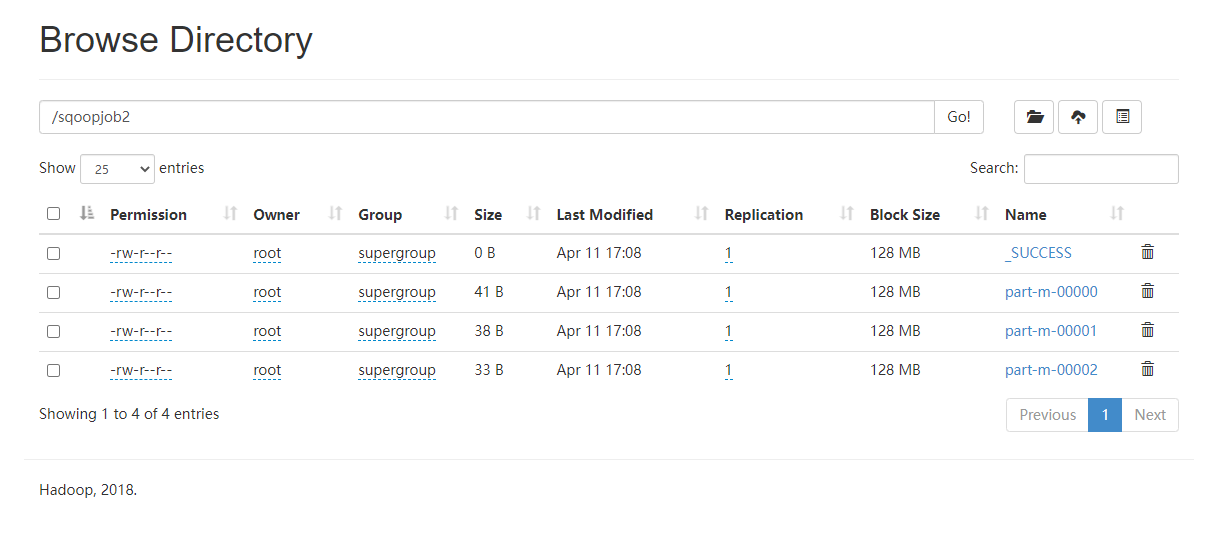 Browse Directory
/sqoopjob2 Go!
Show 25 entries Search:
Permission Owner Group Size Last Modified Replication Block Size Name
-rw-r--r-- root supergroup 0 B Apr 11 17:08 1 128 MB _SUCCESS
-rw-r--r-- root supergroup 41 B Apr 11 17:08 1 128 MB part-m-00000
-rw-r--r-- root supergroup 38 B Apr 11 17:08 1 128 MB part-m-00001
-rw-r--r-- root supergroup 33 B Apr 11 17:08 1 128 MB part-m-00002
Showing 1 to 4 of 4 entries Previous 1 Next
Hadoop, 2018.